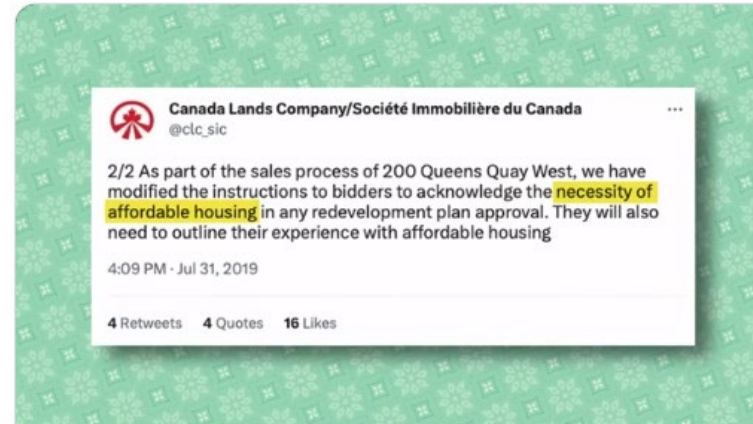 Canada Lands Company/Société Immobilière du Canada
@clc_sic
2/2 As part of the sales process of 200 Queens Quay West, we have
modified the instructions to bidders to acknowledge the necessity of
affordable housing in any redevelopment plan approval. They will also
need to outline their experience with affordable housing
4:09 PM · Jul 31, 2019
4 Retweets 4 Quotes 16 Likes